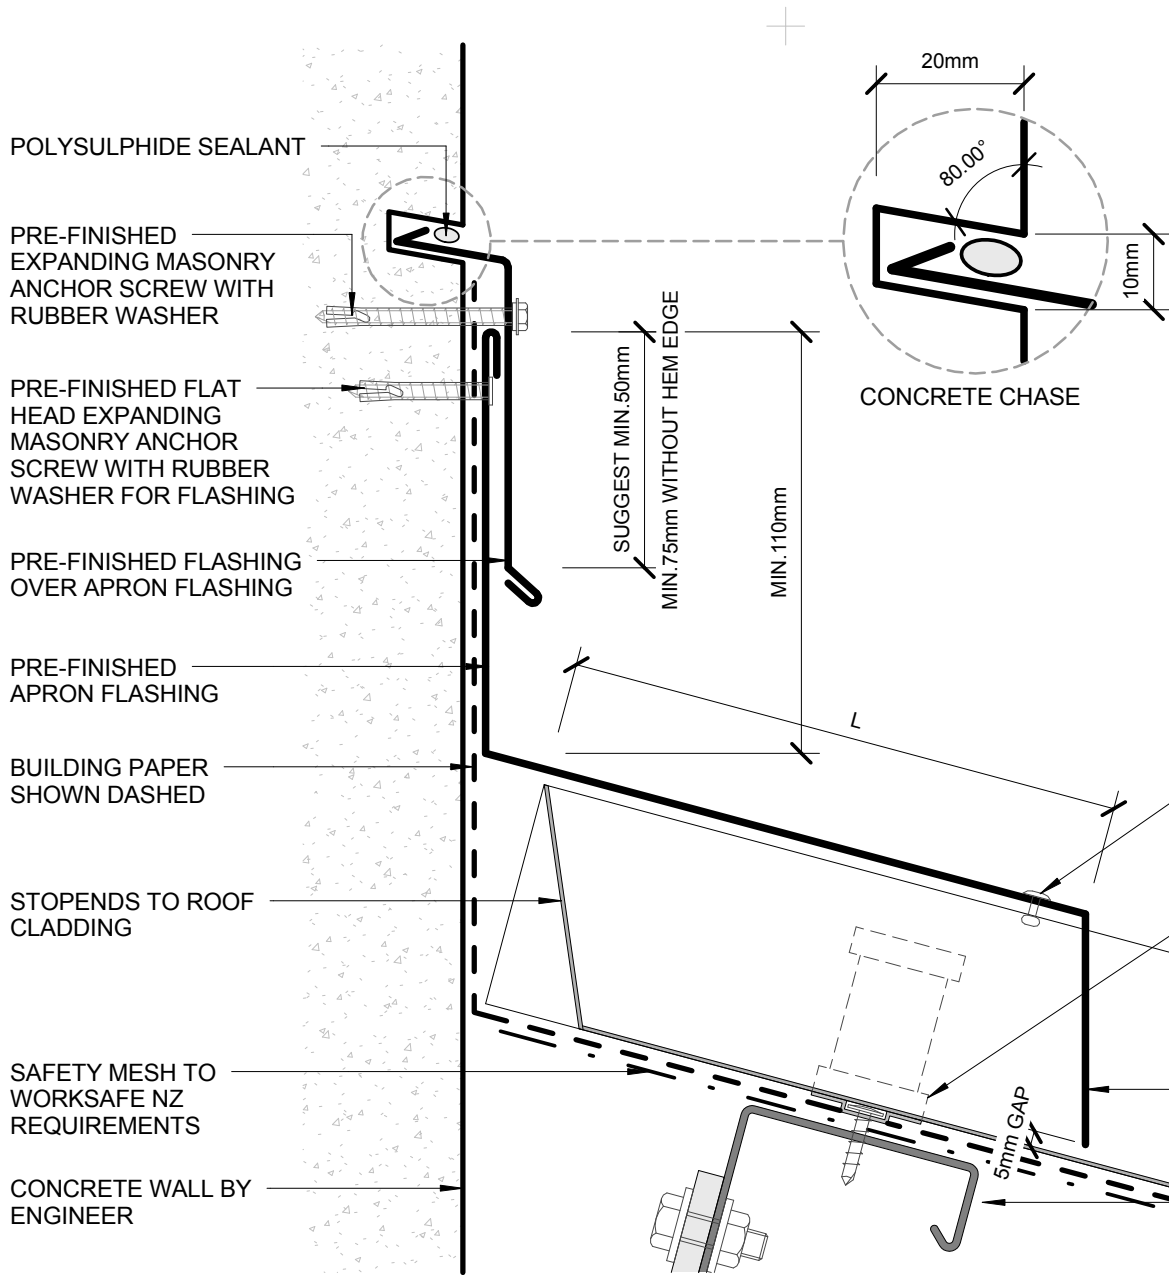 POLYSULPHIDE SEALANT
PRE-FINISHED
EXPANDING MASONRY
ANCHOR SCREW WITH
RUBBER WASHER
PRE-FINISHED FLAT
HEAD EXPANDING
MASONRY ANCHOR
SCREW WITH RUBBER
WASHER FOR FLASHING
PRE-FINISHED FLASHING
OVER APRON FLASHING
PRE-FINISHED
APRON FLASHING
BUILDING PAPER
SHOWN DASHED
STOPENDS TO ROOF
CLADDING
SAFETY MESH TO
WORKSAFE NZ
REQUIREMENTS
CONCRETE WALL BY
ENGINEER
SUGGEST MIN.50mm
MIN.75mm WITHOUT HEM EDGE
MIN.110mm
L
5mm GAP
20mm
80.00°
10mm
CONCRETE CHASE